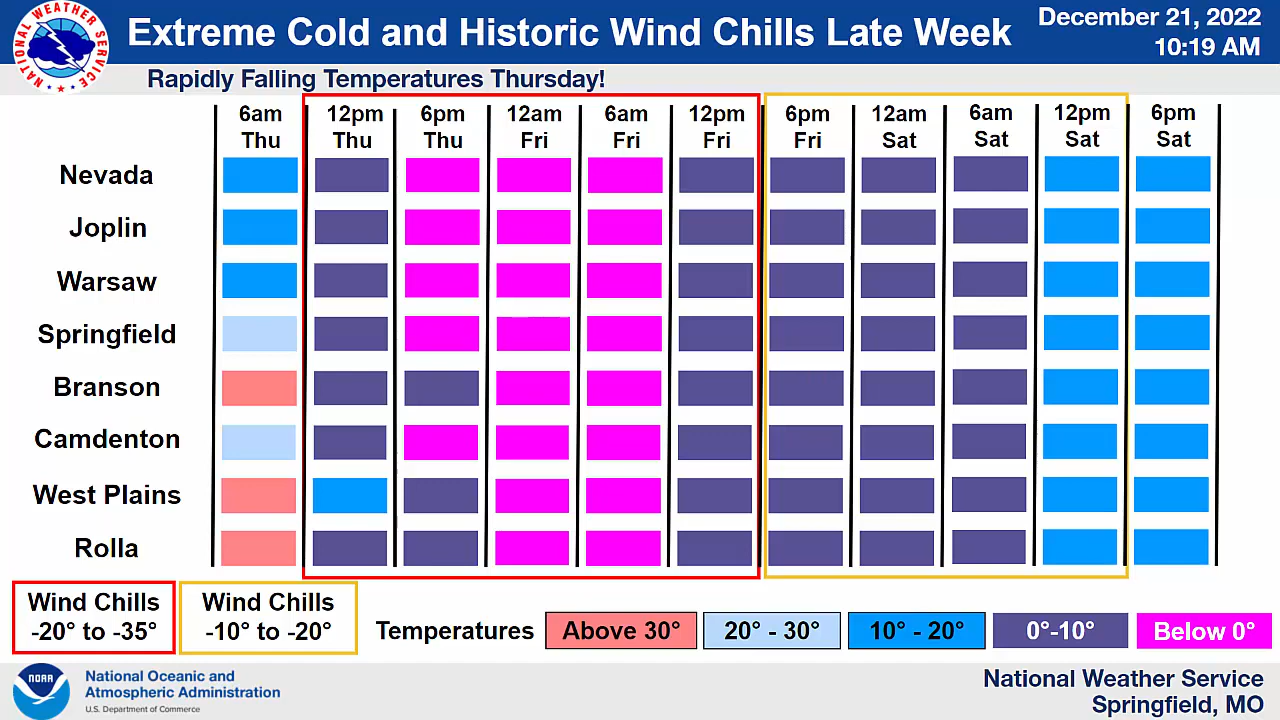 NATIONAL WEATHER SERVICE
Extreme Cold and Historic Wind Chills Late Week
December 21, 2022
10:19 AM
Rapidly Falling Temperatures Thursday!
6am 12pm 6pm 12am 6am 12pm 6pm 12am 6am 12pm 6pm
Thu Thu Thu Fri Fri Fri Fri Sat Sat Sat Sat
Nevada
Joplin
Warsaw
Springfield
Branson
Camdenton
West Plains
Rolla
Wind Chills
-20° to -35°
Wind Chills
-10° to -20°
Temperatures Above 30° 20° - 30° 10° - 20° 0°-10° Below 0°
NOAA
National Oceanic and
Atmospheric Administration
U.S. Department of Commerce
National Weather Service
Springfield, MO